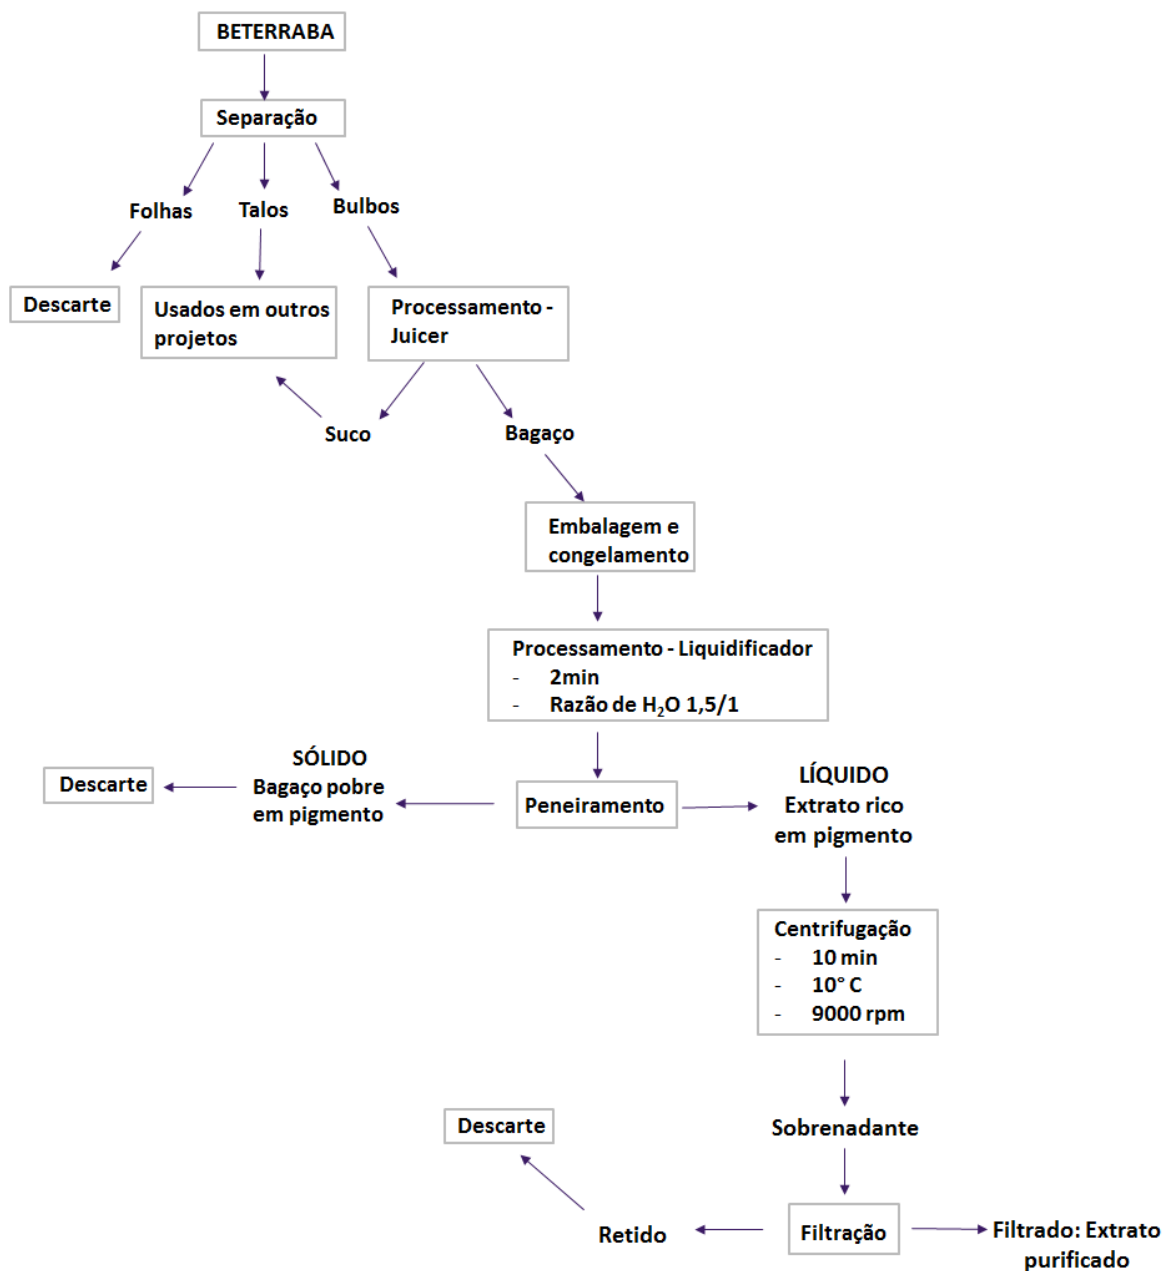 BETERRABA
Separação
Folhas
Talos
Bulbos
Descarte
Usados em outros
projetos
Processamento -
Juicer
Suco
Bagaço
Embalagem e
congelamento
Processamento - Liquidificador
- 2min
- Razão de H₂O 1,5/1
SÓLIDO
Bagaço pobre
em pigmento
Descarte
Peneiramento
LÍQUIDO
Extrato rico
em pigmento
Centrifugação
- 10 min
- 10° C
- 9000 rpm
Sobrenadante
Descarte
Retido
Filtração
Filtrado: Extrato
purificado